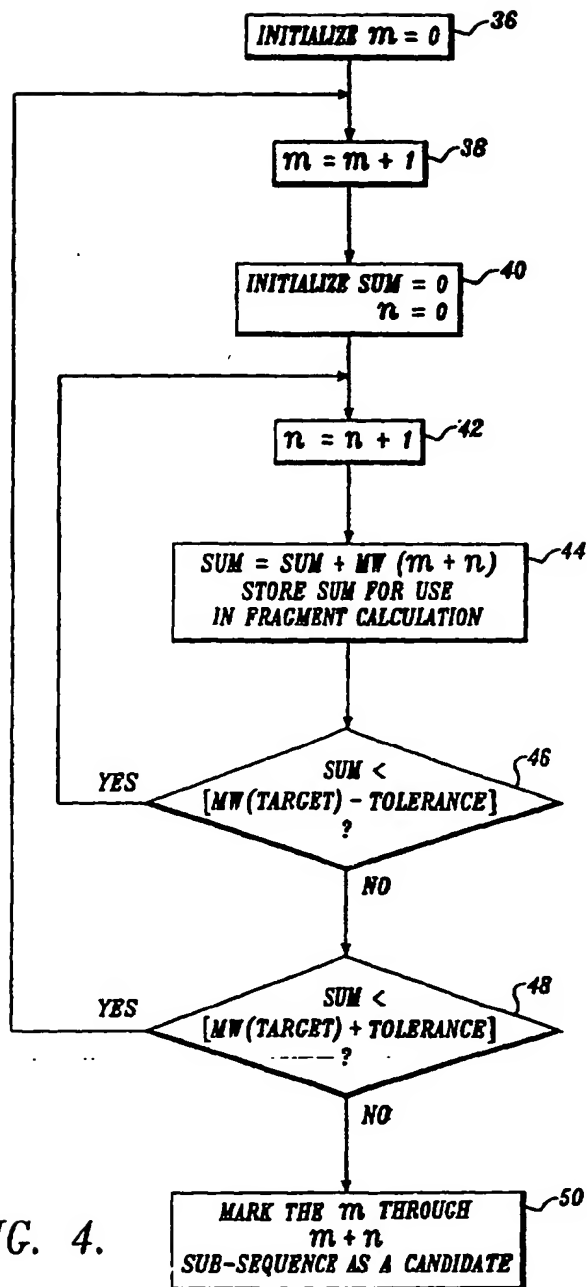 INITIALIZE m = 0
36
m = m + 1
38
INITIALIZE SUM = 0
n = 0
40
n = n + 1
42
SUM = SUM + MW (m + n)
STORE SUM FOR USE
IN FRAGMENT CALCULATION
44
YES
SUM <
[MW(TARGET) - TOLERANCE]
?
46
NO
YES
SUM <
[MW(TARGET) + TOLERANCE]
?
48
NO
MARK THE m THROUGH
m + n
SUB-SEQUENCE AS A CANDIDATE
50
IG. 4.